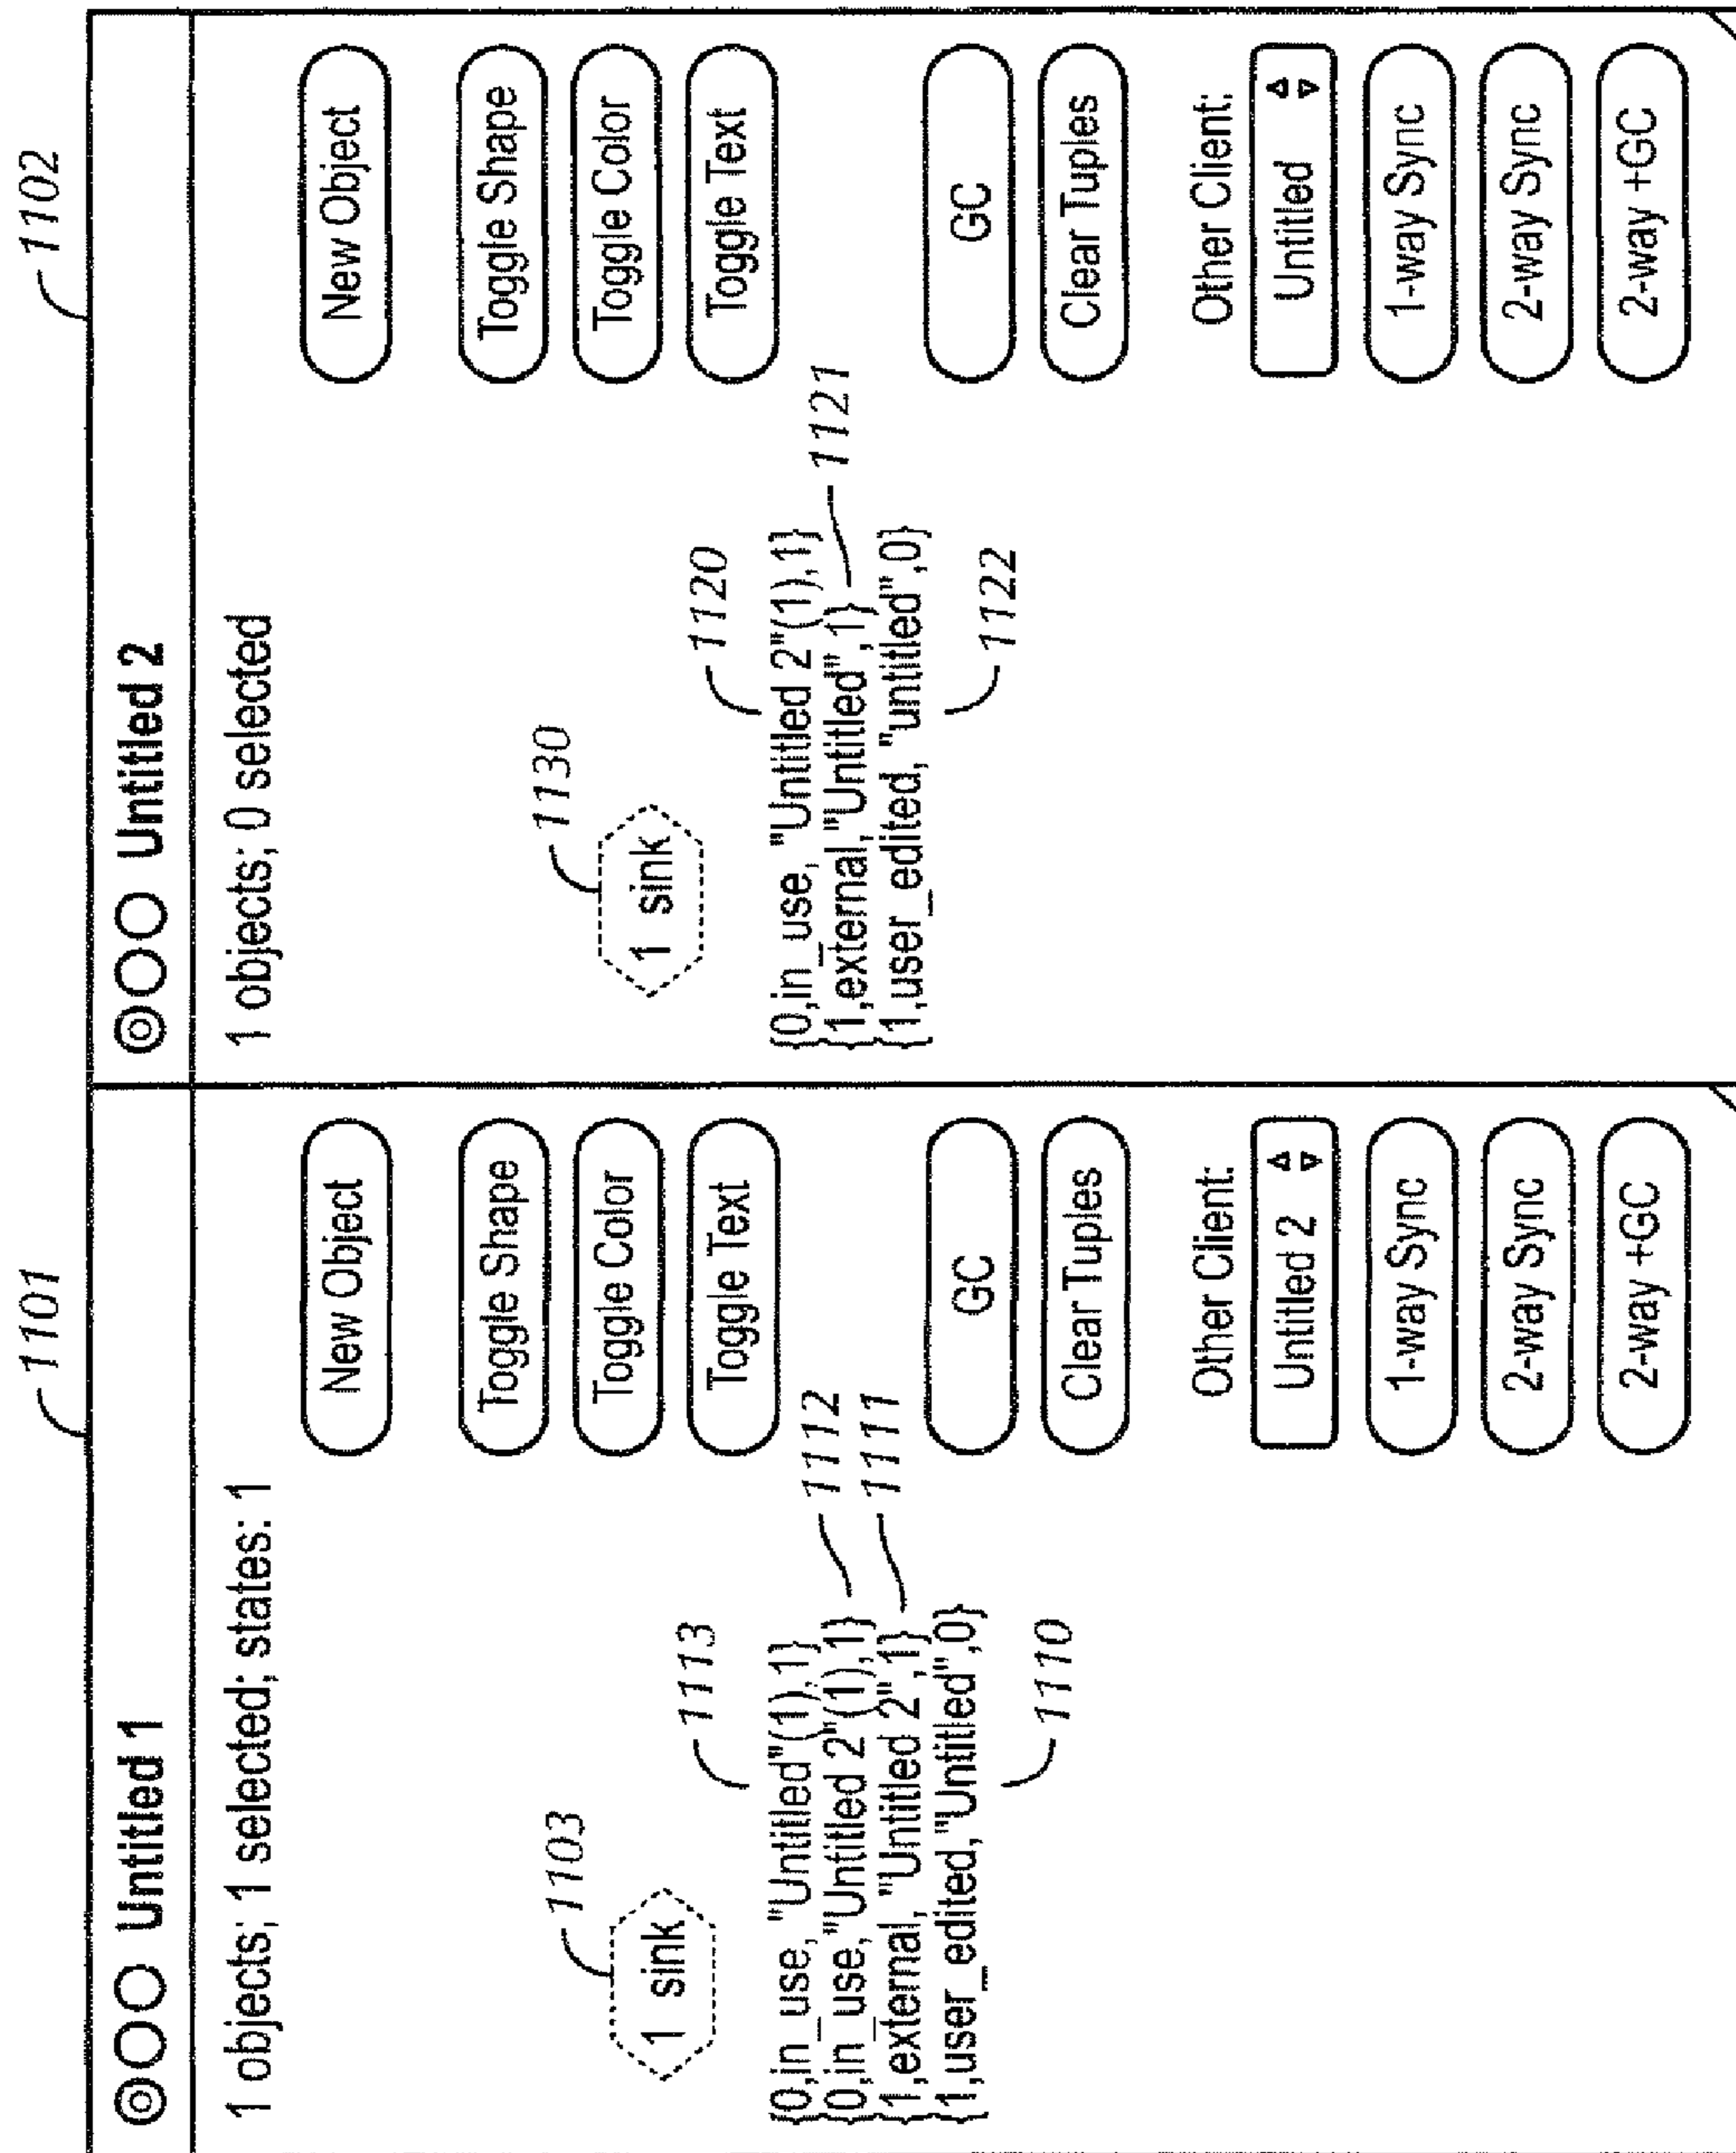 1101
Untitled 1
1 objects; 1 selected; states: 1
New Object
1103
1 sink
Toggle Shape
Toggle Color
1113
Toggle Text
{0,in_use, "Untitled"(1),1}
{0,in_use,"Untitled 2"(1),1}
1112
{1,external, "Untitled 2",1}
1111
{1,user_edited,"Untitled",0}
1110
GC
Clear Tuples
Other Client:
Untitled 2
1-way Sync
2-way Sync
2-way +GC
1102
Untitled 2
1 objects; 0 selected
New Object
1130
1 sink
Toggle Shape
Toggle Color
1120
Toggle Text
{0,in_use, "Untitled 2"(1),1}
{1,external,"Untitled",1}
1121
{1,user_edited, "untitled",0}
1122
GC
Clear Tuples
Other Client:
Untitled
1-way Sync
2-way Sync
2-way +GC